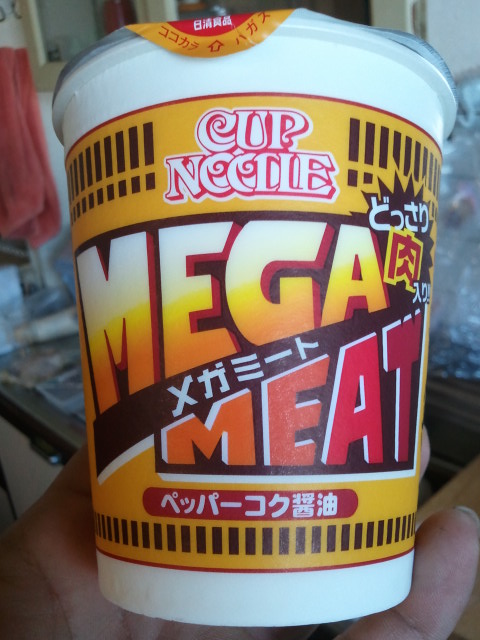 日清食品
ココカラ ハガス
CUP
NOODLE
どっさり
肉
入り!!
MEGA
メガミート
MEAT
ペッパーコク醤油